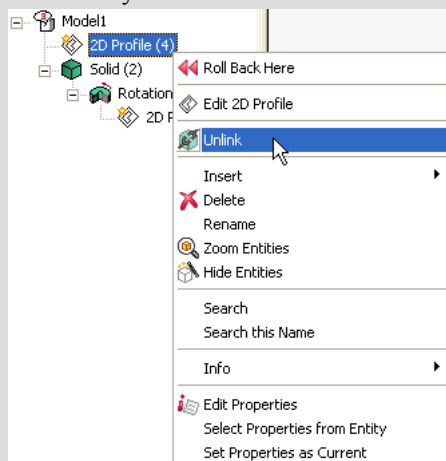 Model1
2D Profile (4)
Solid (2)
Rotation
2D P
Roll Back Here
Edit 2D Profile
Unlink
Insert
Delete
Rename
Zoom Entities
Hide Entities
Search
Search this Name
Info
Edit Properties
Select Properties from Entity
Set Properties as Current